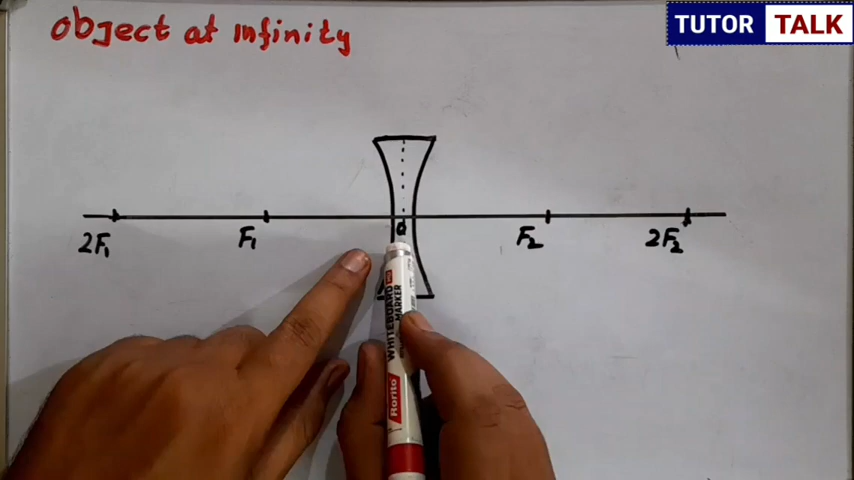 Object at Infinity
TUTOR TALK
2F₁ F₁ O F₂ 2F₂
WHITEBOARD MARKER
Rorito